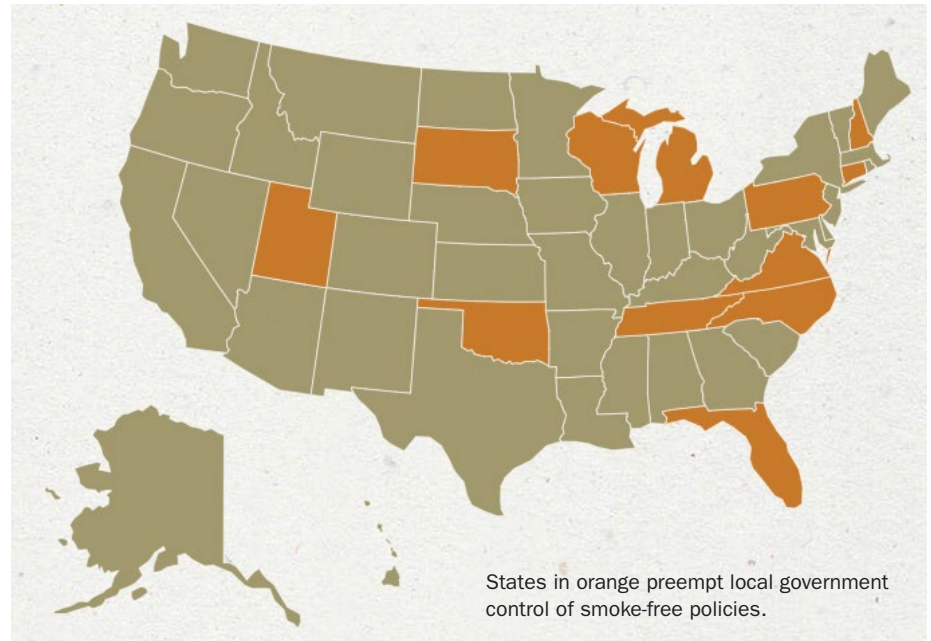 States in orange preempt local government
control of smoke-free policies.